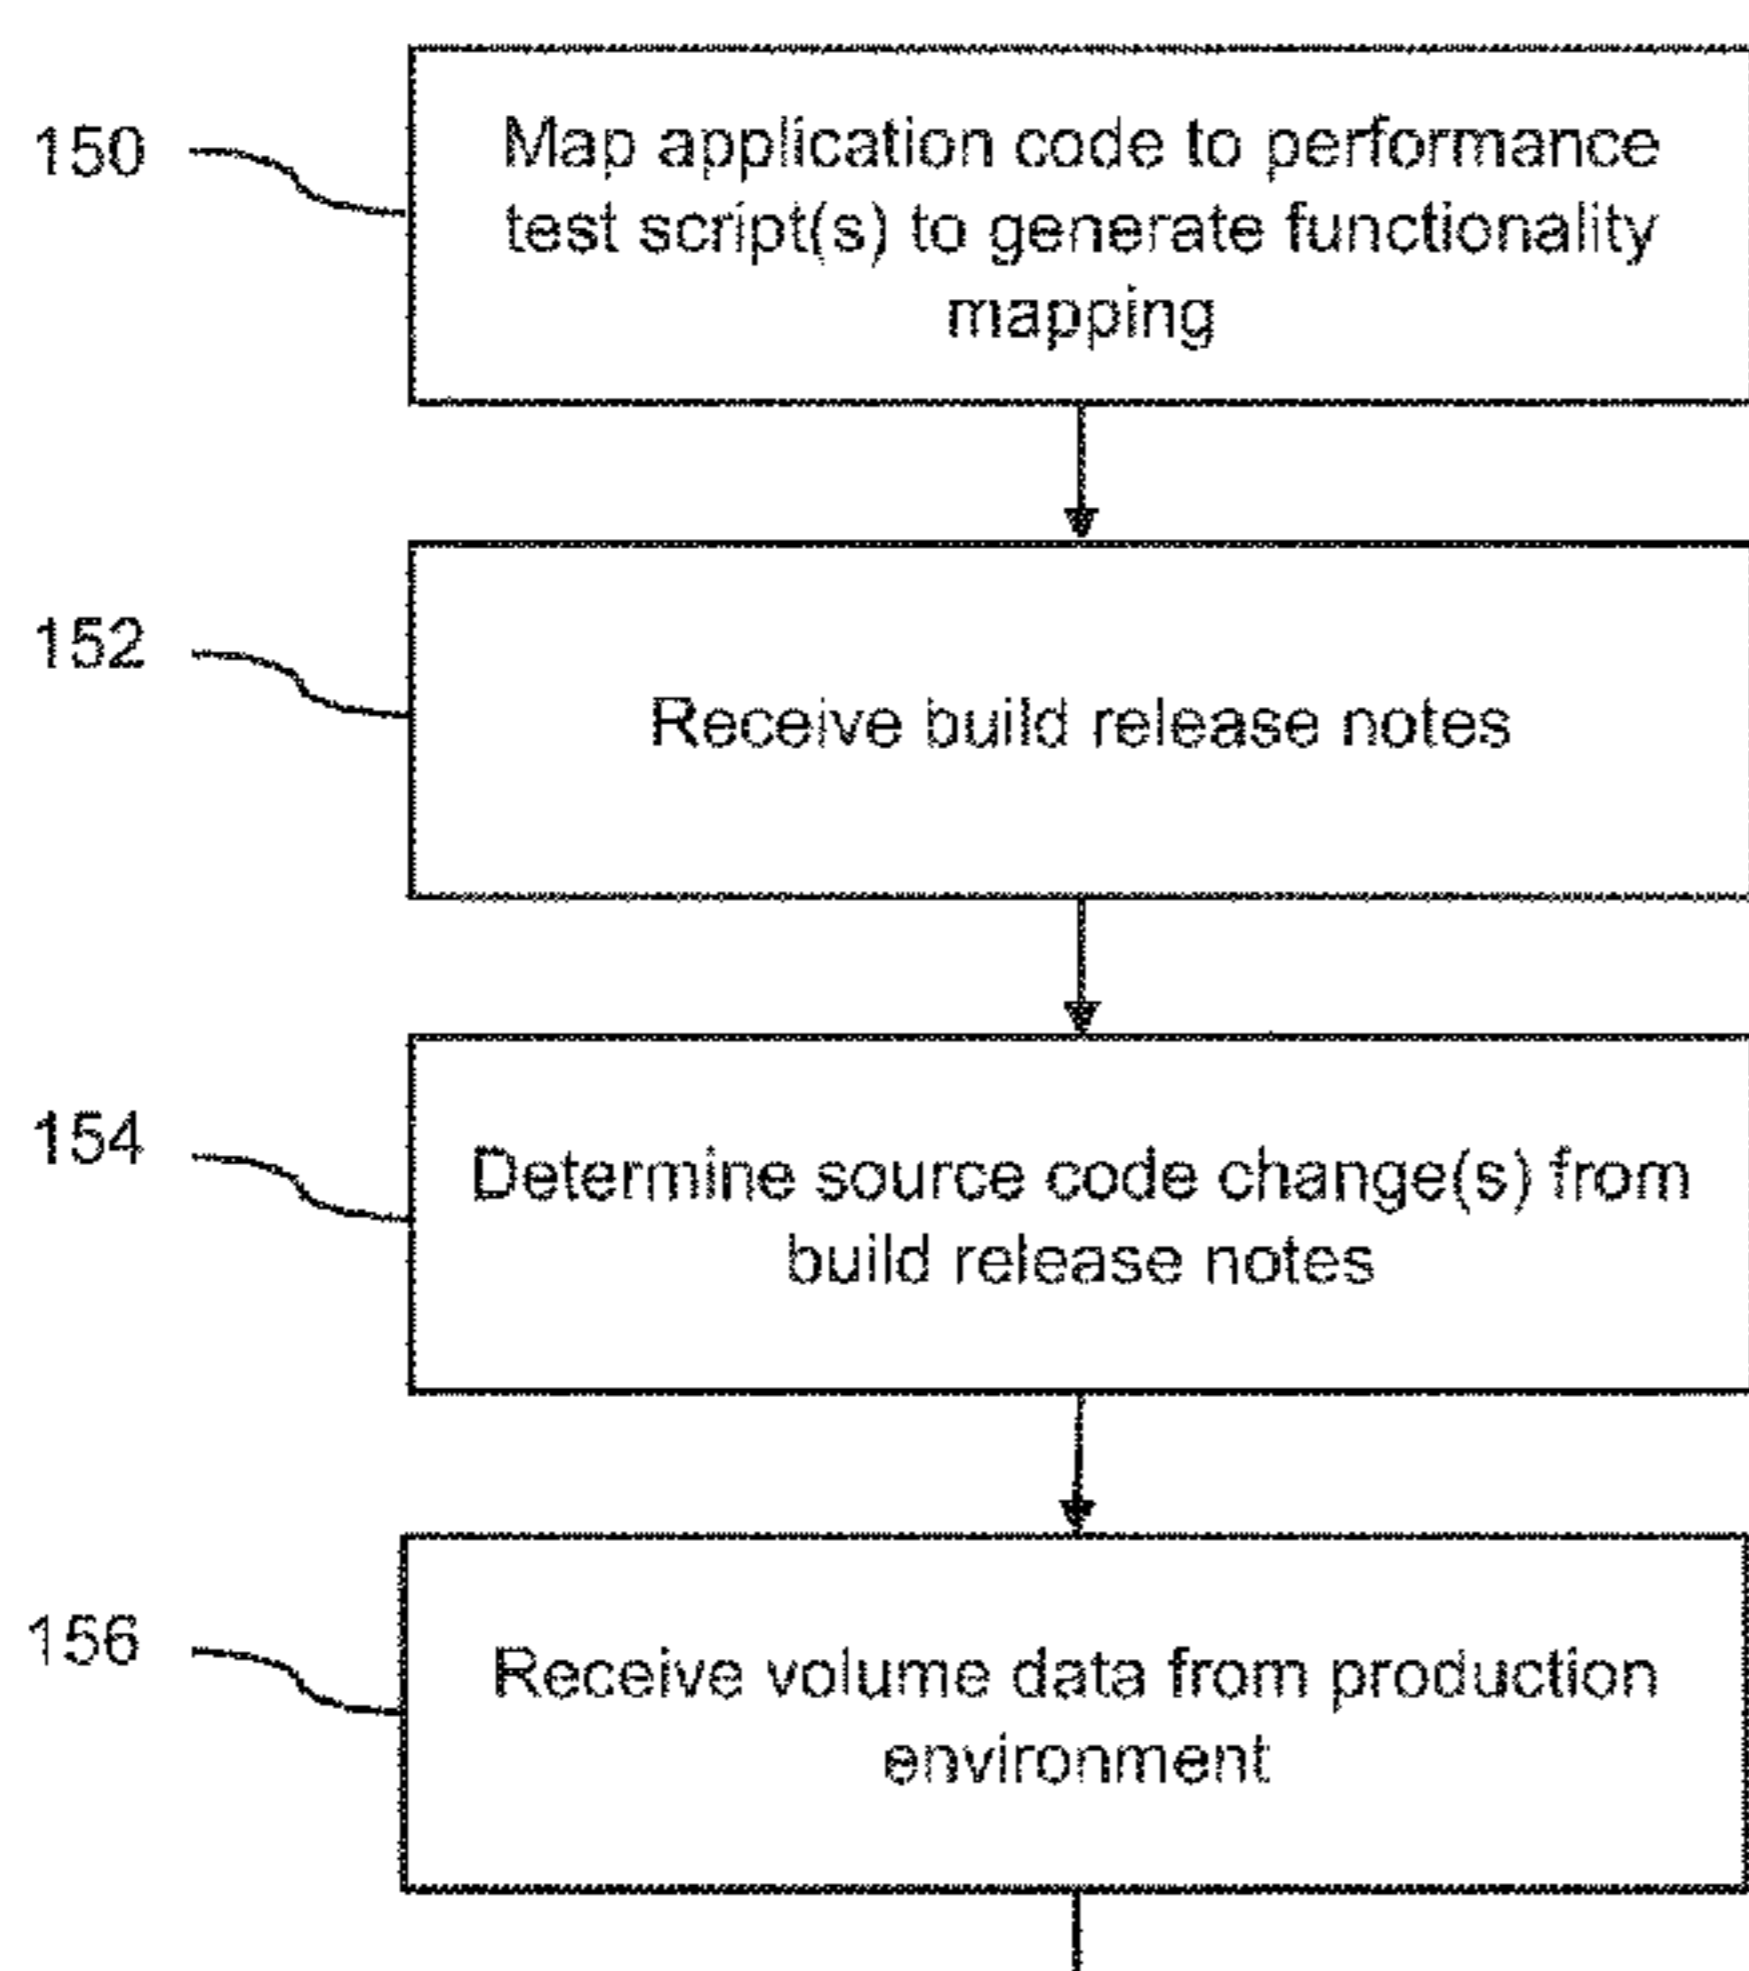 150
Map application code to performance
test script(s) to generate functionality
mapping
152
Receive build release notes
154
Determine source code change(s) from
build release notes
156
Receive volume data from production
environment